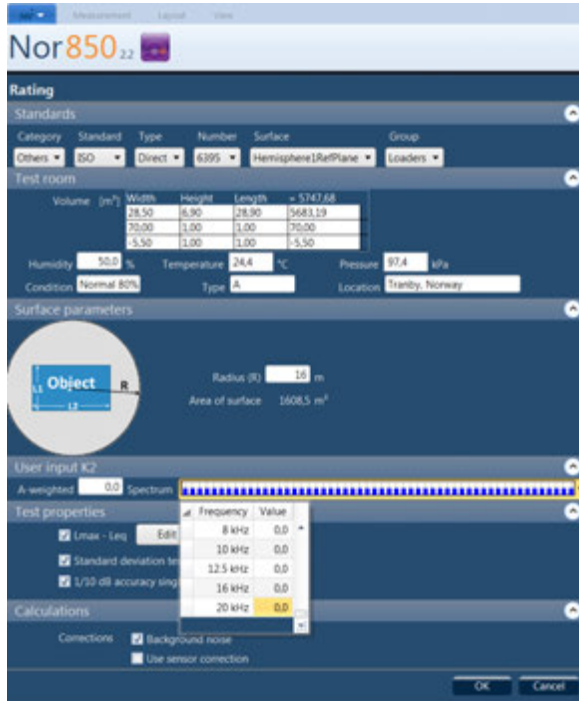 Measurement Layout View
Nor850 2.2
Rating
Standards
Category Standard Type Number Surface Group
Others ISO Direct 6395 Hemisphere1RefPlane Loaders
Test room
Volume [m³] Width Height Length = 5747,68
28,50 6,90 28,90 5683,19
70,00 1,00 1,00 70,00
-5,50 1,00 1,00 -5,50
Humidity 50,0 % Temperature 24,4 °C Pressure 97,4 kPa
Condition Normal 80% Type A Location Tranby, Norway
Surface parameters
L1 Object R
L2
Radius (R) 16 m
Area of surface 1608,5 m²
User input K2
A-weighted 0,0 Spectrum
Test properties
Frequency Value
Lmax - Leq Edit
8 kHz 0,0
10 kHz 0,0
Standard deviation te
12.5 kHz 0,0
1/10 dB accuracy sing
16 kHz 0,0
20 kHz 0,0
Calculations
Corrections Background noise
Use sensor correction
OK Cancel